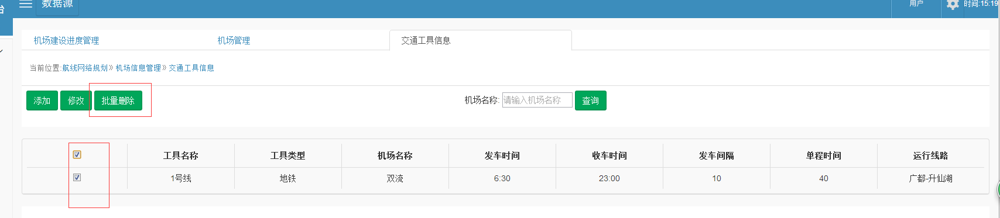 台 数据源 用户 时间:15:19
机场建设进度管理 机场管理 交通工具信息
当前位置:航线网络规划» 机场信息管理» 交通工具信息
添加 修改 批量删除 机场名称: 请输入机场名称 查询
工具名称 工具类型 机场名称 发车时间 收车时间 发车间隔 单程时间 运行线路
1号线 地铁 双流 6:30 23:00 10 40 广都-升仙湖